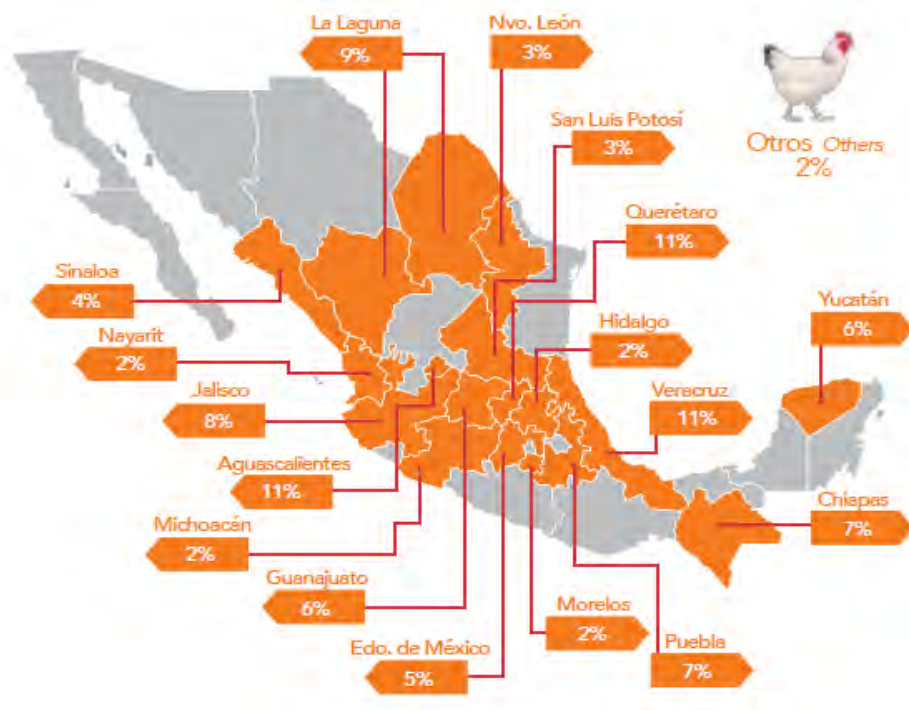 La Laguna
9%
Nvo. León
3%
San Luis Potosí
3%
Otros Others
2%
Querétaro
11%
Sinaloa
4%
Yucatán
6%
Nayarit
2%
Hidalgo
2%
Jalisco
8%
Veracruz
11%
Aguascalientes
11%
Chiapas
7%
Michoacán
2%
Guanajuato
6%
Morelos
2%
Edo. de México
5%
Puebla
7%